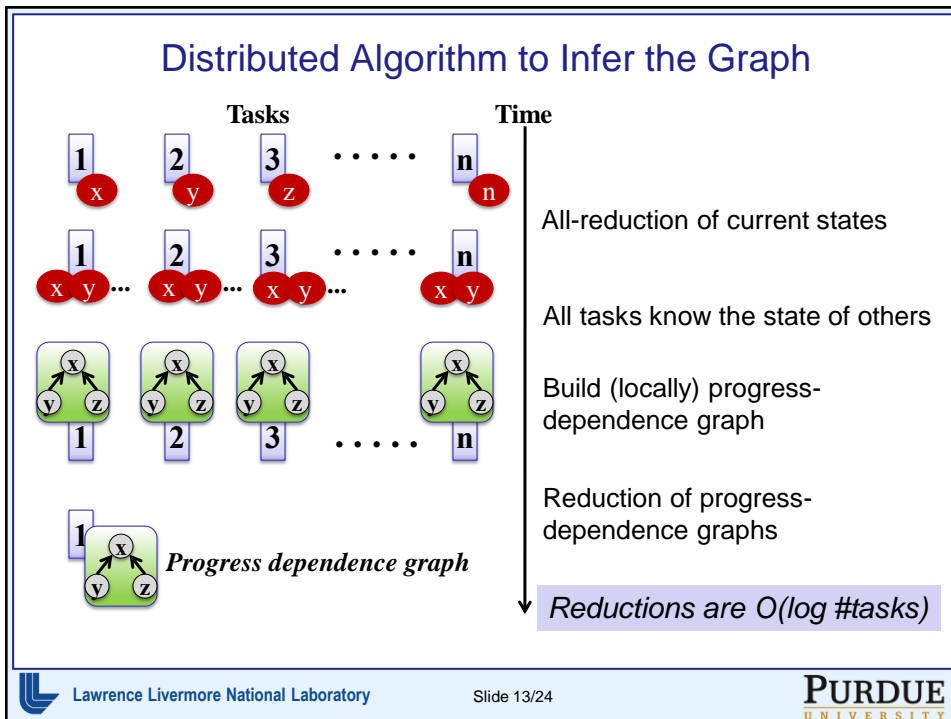 Distributed Algorithm to Infer the Graph
Tasks
Time
1 2 3 ..... n
x y z n
All-reduction of current states
1 2 3 ..... n
x y ... x y ... x y ... x y
All tasks know the state of others
x x x x
y z y z y z y z
1 2 3 ..... n
Build (locally) progress-
dependence graph
Reduction of progress-
dependence graphs
1
x
y z
Progress dependence graph
Reductions are O(log #tasks)
Lawrence Livermore National Laboratory
Slide 13/24
PURDUE
UNIVERSITY